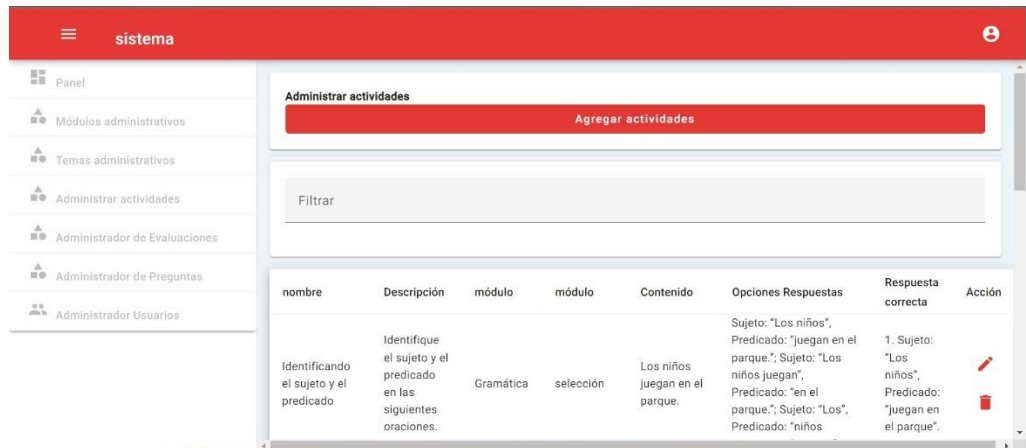 sistema
Panel
Módulos administrativos
Temas administrativos
Administrar actividades
Administrador de Evaluaciones
Administrador de Preguntas
Administrador Usuarios
Administrar actividades
Agregar actividades
Filtrar
nombre
Descripción
módulo
módulo
Contenido
Opciones Respuestas
Respuesta
correcta
Acción
Identificando
el sujeto y el
predicado
Identifique
el sujeto y el
predicado
en las
siguientes
oraciones.
Gramática
selección
Los niños
juegan en el
parque.
Sujeto: “Los niños”,
Predicado: “juegan en el
parque.”; Sujeto: “Los
niños juegan”,
Predicado: “en el
parque.”; Sujeto: “Los”,
Predicado: “niños
1. Sujeto:
“Los
niños”,
Predicado:
“juegan en
el parque”.